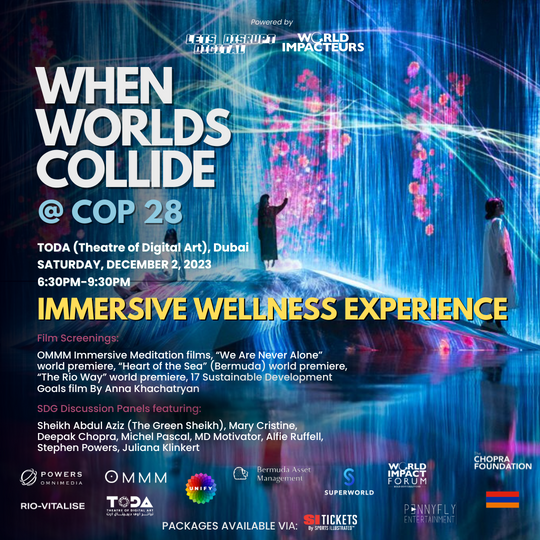 Powered by
LETS DISRUPT
DIGITAL
WORLD
IMPACTEURS
WHEN
WORLDS
COLLIDE
@ COP 28
TODA (Theatre of Digital Art), Dubai
SATURDAY, DECEMBER 2, 2023
6:30PM-9:30PM
IMMERSIVE WELLNESS EXPERIENCE
Film Screenings:
OMMM Immersive Meditation films, "We Are Never Alone"
world premiere, "Heart of the Sea" (Bermuda) world premiere,
"The Rio Way" world premiere, 17 Sustainable Development
Goals film By Anna Khachatryan
SDG Discussion Panels featuring:
Sheikh Abdul Aziz (The Green Sheikh), Mary Cristine,
Deepak Chopra, Michel Pascal, MD Motivator, Alfie Ruffell,
Stephen Powers, Juliana Klinkert
POWERS
OMNIMEDIA
OMMM
UNIFY
Bermuda Asset
Management
SUPERWORLD
WORLD
IMPACT
FORUM
CHOPRA
FOUNDATION
RIO-VITALISE
TODA
THEATRE OF DIGITAL ART
PENNYFLY
ENTERTAINMENT
PACKAGES AVAILABLE VIA:
SI TICKETS
By SPORTS ILLUSTRATED